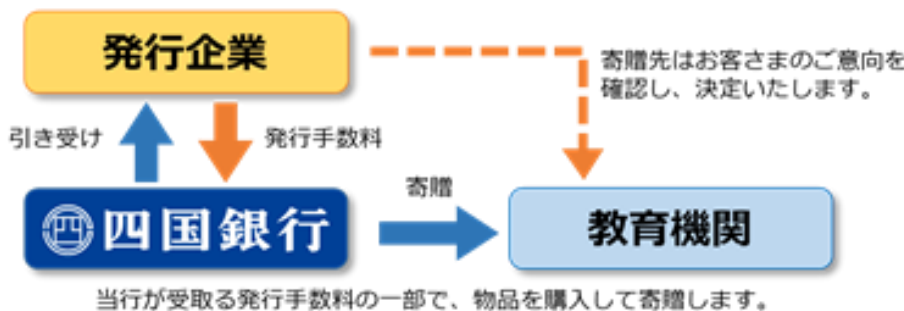 発行企業
寄贈先はお客さまのご意向を
確認し、決定いたします。
引き受け
発行手数料
寄贈
四国銀行
教育機関
当行が受取る発行手数料の一部で、物品を購入して寄贈します。